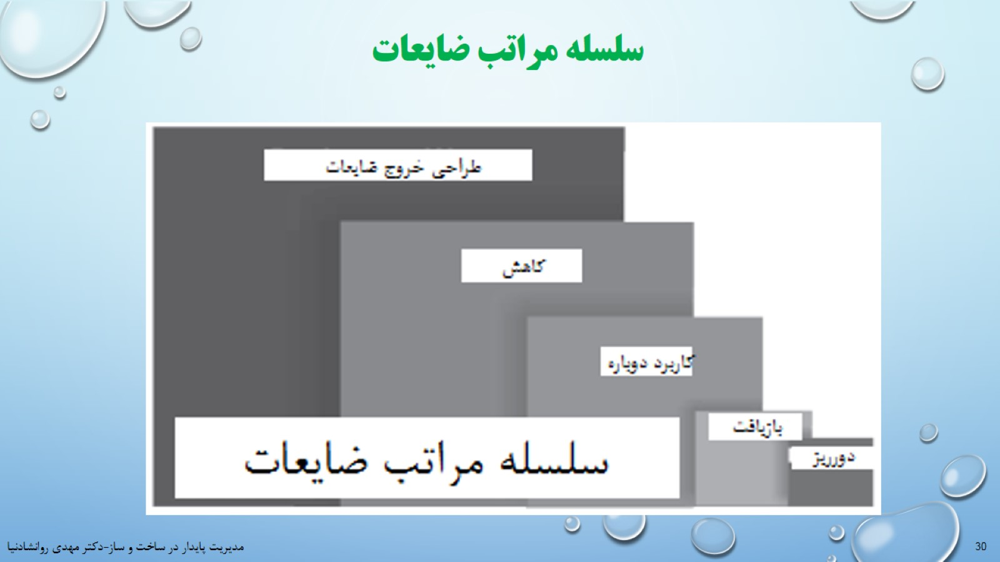 سلسله مراتب ضایعات
طراحی خروج ضایعات
کاهش
کاربرد دوباره
بازیافت
دورریز
سلسله مراتب ضایعات
مدیریت پایدار در ساخت و ساز-دکتر مهدی روانشادنیا
30